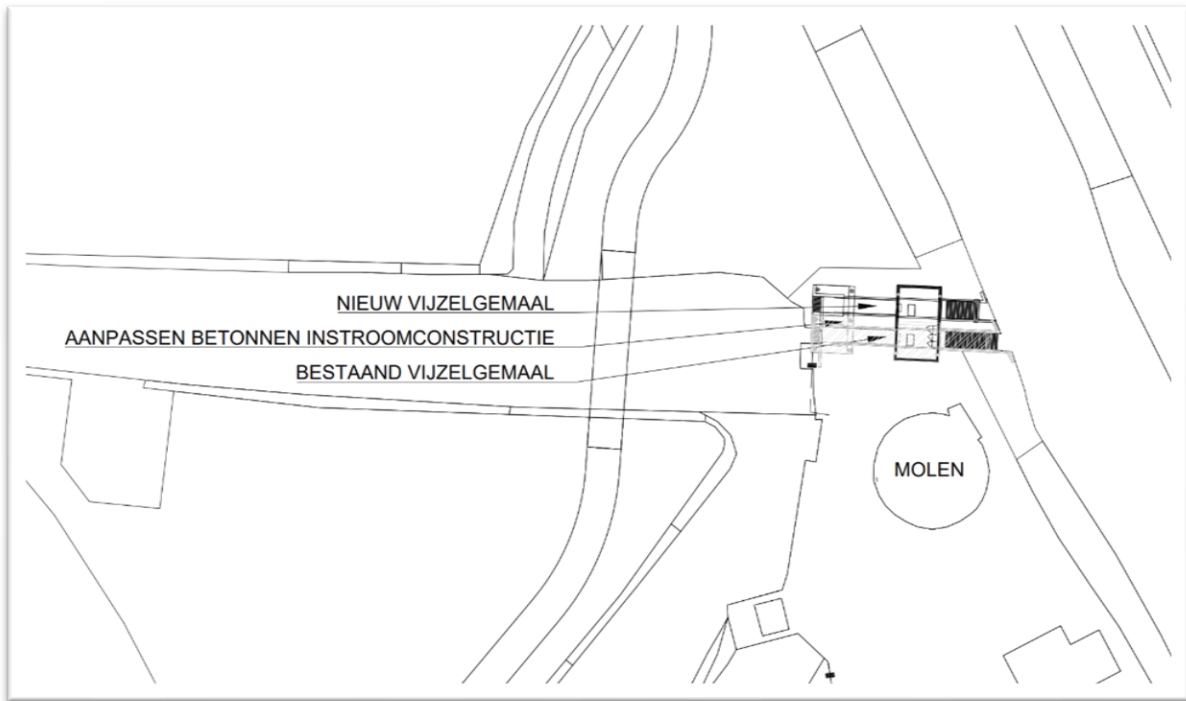 NIEUW VIJZELGEMAAL
AANPASSEN BETONNEN INSTROOMCONSTRUCTIE
BESTAAND VIJZELGEMAAL
MOLEN